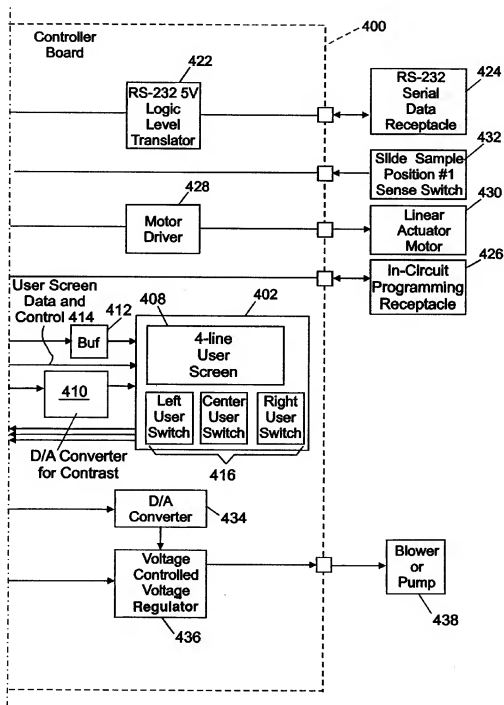 Controller
Board
400
422
RS-232 5V
Logic
Level
Translator
RS-232
Serial
Data
Receptacle
424
432
Slide Sample
Position #1
Sense Switch
428
Motor
Driver
430
Linear
Actuator
Motor
426
In-Circuit
Programming
Receptacle
User Screen
Data and
Control 414
412
Buf
408
402
4-line
User
Screen
410
Left
User
Switch
Center
User
Switch
Right
User
Switch
D/A Converter
for Contrast
416
D/A
Converter
434
Voltage
Controlled
Voltage
Regulator
436
Blower
or
Pump
438